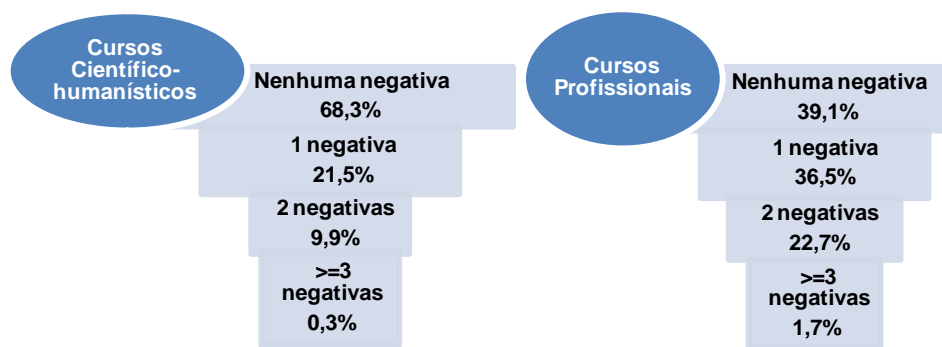 Cursos
Científico-
humanísticos
Nenhuma negativa
68,3%
1 negativa
21,5%
2 negativas
9,9%
>=3
negativas
0,3%
Cursos
Profissionais
Nenhuma negativa
39,1%
1 negativa
36,5%
2 negativas
22,7%
>=3
negativas
1,7%